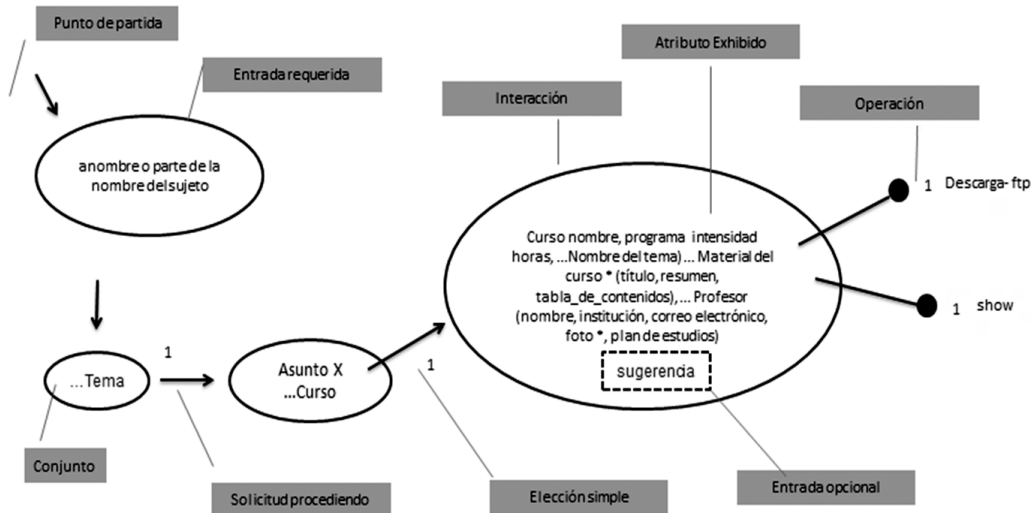 Punto de partida
Atributo Exhibido
Entrada requerida
Interacción
Operación
anombre o parte de la
nombre del sujeto
1 Descarga- ftp
Curso nombre, programa intensidad
horas, ...Nombre del tema) ... Material del
curso * (título, resumen,
tabla_de_contenidos), ... Profesor
(nombre, institución, correo electrónico,
foto *, plan de estudios)
1 show
sugerencia
...Tema
1
Asunto X
...Curso
1
Conjunto
Solicitud procediendo
Elección simple
Entrada opcional